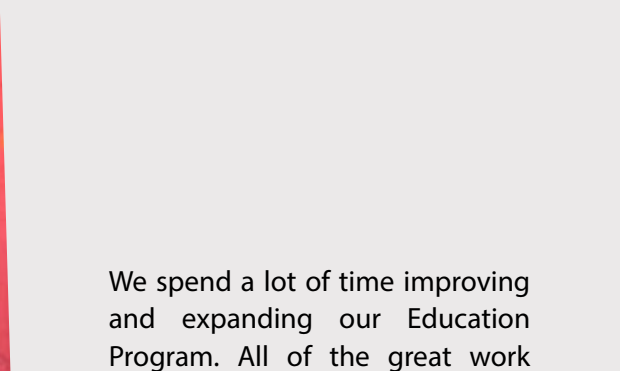 We spend a lot of time improving
and expanding our Education
Program. All of the great work